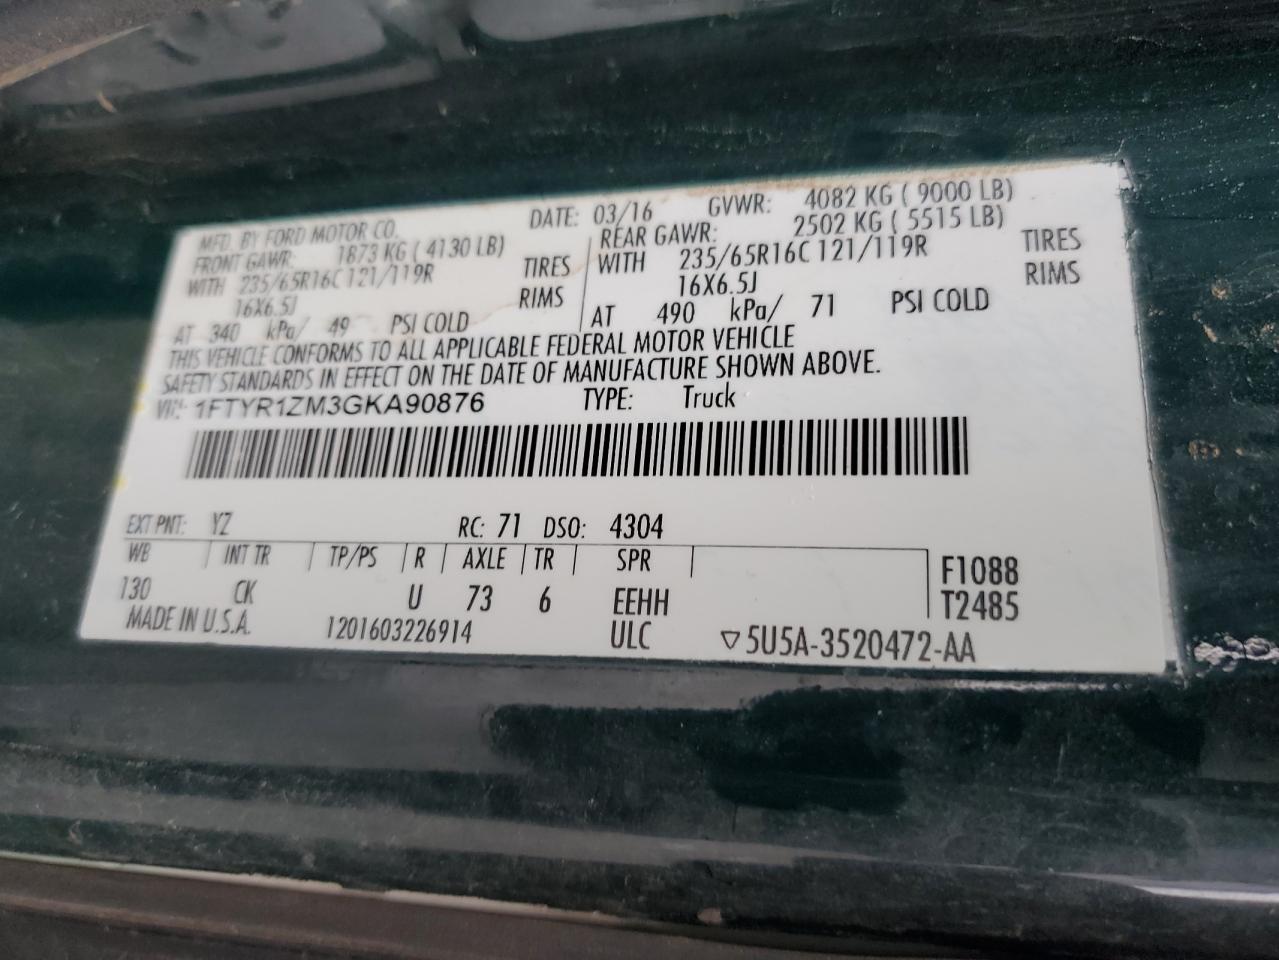 MFD. BY FORD MOTOR CO. DATE: 03/16 GVWR: 4082 KG ( 9000 LB)
FRONT GAWR: 1873 KG ( 4130 LB) REAR GAWR: 2502 KG ( 5515 LB)
WITH 235/65R16C 121/119R TIRES WITH 235/65R16C 121/119R TIRES
16X6.5J RIMS 16X6.5J RIMS
AT 340 kPa/ 49 PSI COLD AT 490 kPa/ 71 PSI COLD
THIS VEHICLE CONFORMS TO ALL APPLICABLE FEDERAL MOTOR VEHICLE
SAFETY STANDARDS IN EFFECT ON THE DATE OF MANUFACTURE SHOWN ABOVE.
VIN: 1FTYR1ZM3GKA90876 TYPE: Truck
EXT PNT: YZ RC: 71 DSO: 4304
WB INT TR TP/PS R AXLE TR SPR F1088
130 CK U 73 6 EEHH T2485
MADE IN U.S.A. 1201603226914 ULC ▽5U5A-3520472-AA